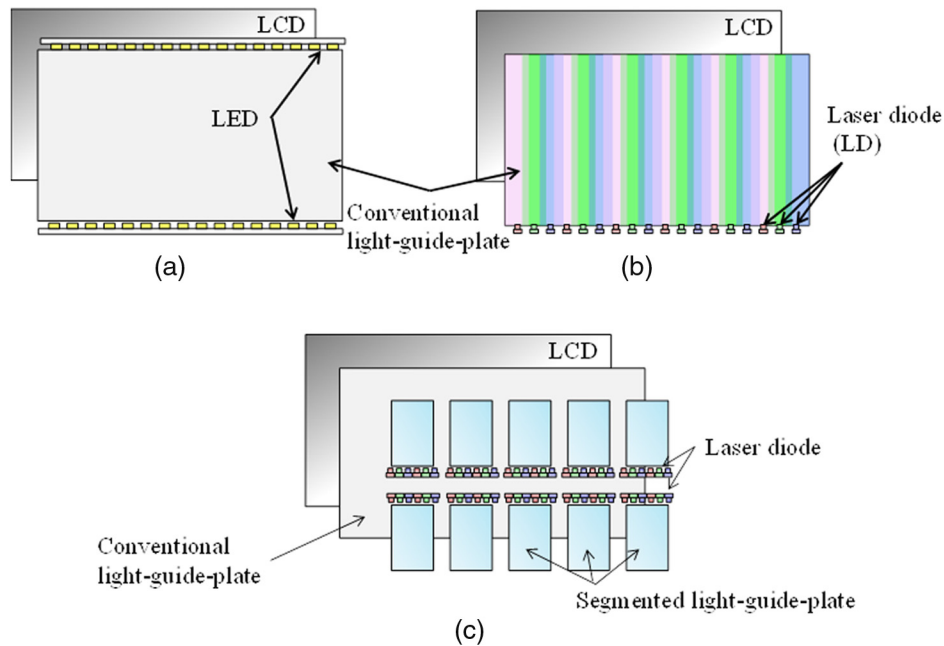 LCD
LED
(a)
LCD
Laser diode
(LD)
Conventional
light-guide-plate
(b)
LCD
Laser diode
Conventional
light-guide-plate
Segmented light-guide-plate
(c)